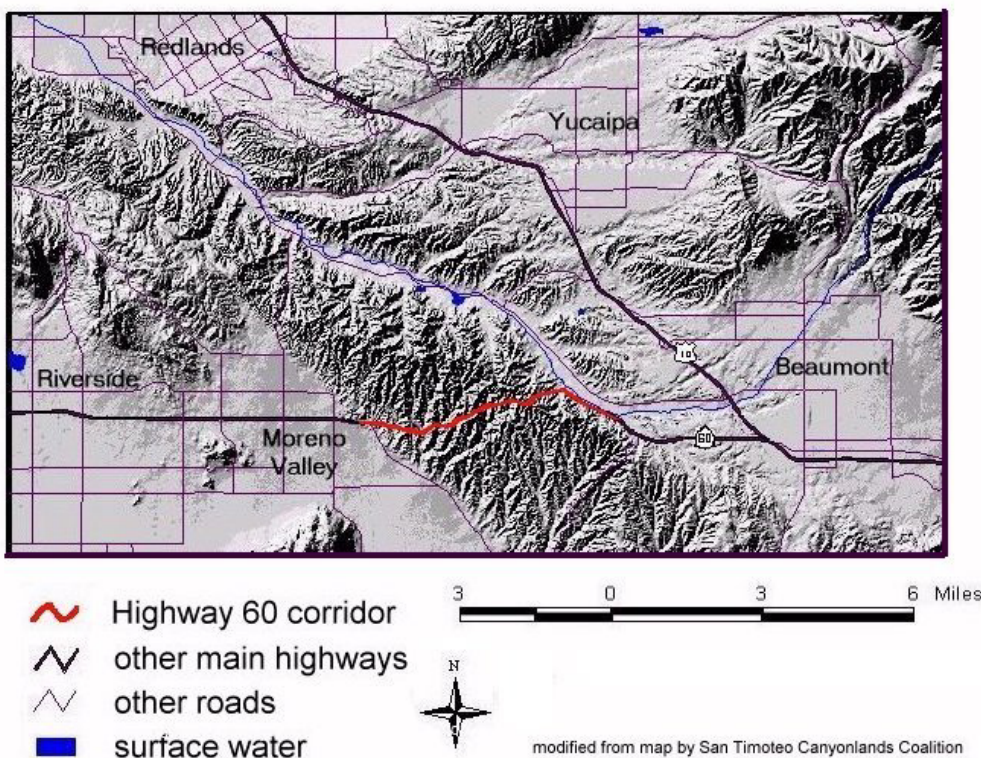 Redlands
Yucaipa
10
Beaumont
Riverside
Moreno
Valley
60
3 0 3 6 Miles
Highway 60 corridor
other main highways
N
other roads
surface water
modified from map by San Timoteo Canyonlands Coalition